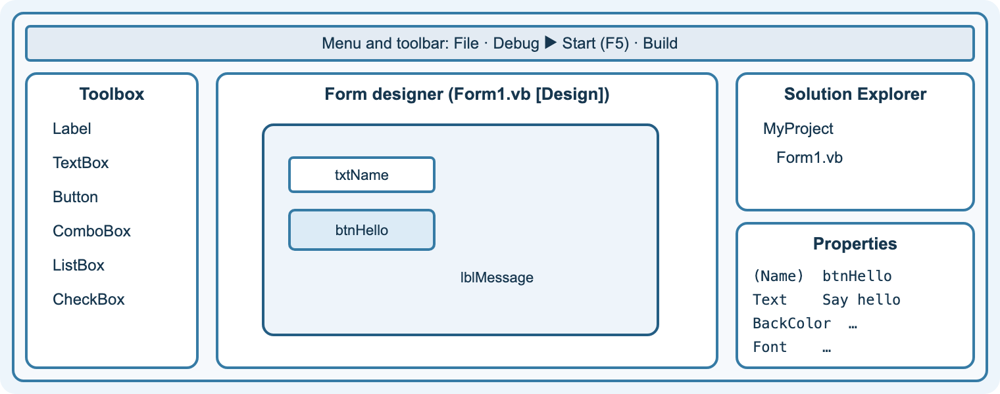 Menu and toolbar: File · Debug ▶ Start (F5) · Build
Toolbox
Label
TextBox
Button
ComboBox
ListBox
CheckBox
Form designer (Form1.vb [Design])
txtName
btnHello
lblMessage
Solution Explorer
MyProject
Form1.vb
Properties
(Name)  btnHello
Text    Say hello
BackColor  …
Font    …